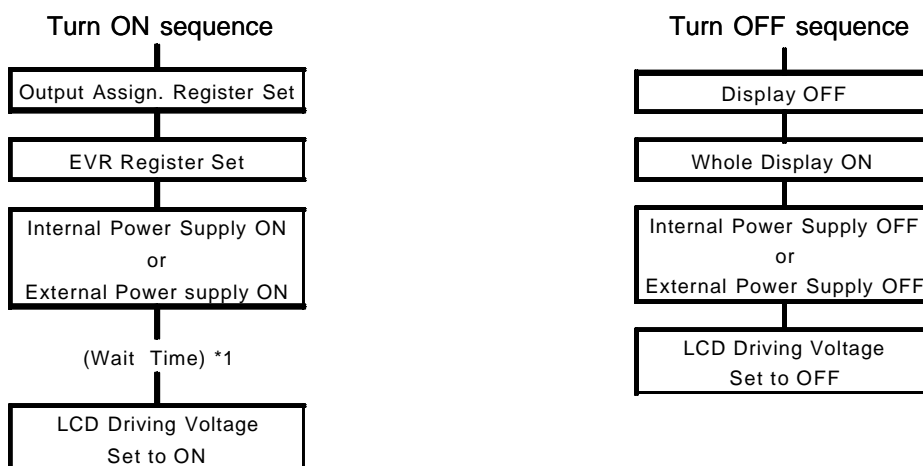 Turn ON sequence
Output Assign. Register Set
EVR Register Set
Internal Power Supply ON
or
External Power supply ON
(Wait Time) *1
LCD Driving Voltage
Set to ON
Turn OFF sequence
Display OFF
Whole Display ON
Internal Power Supply OFF
or
External Power Supply OFF
LCD Driving Voltage
Set to OFF